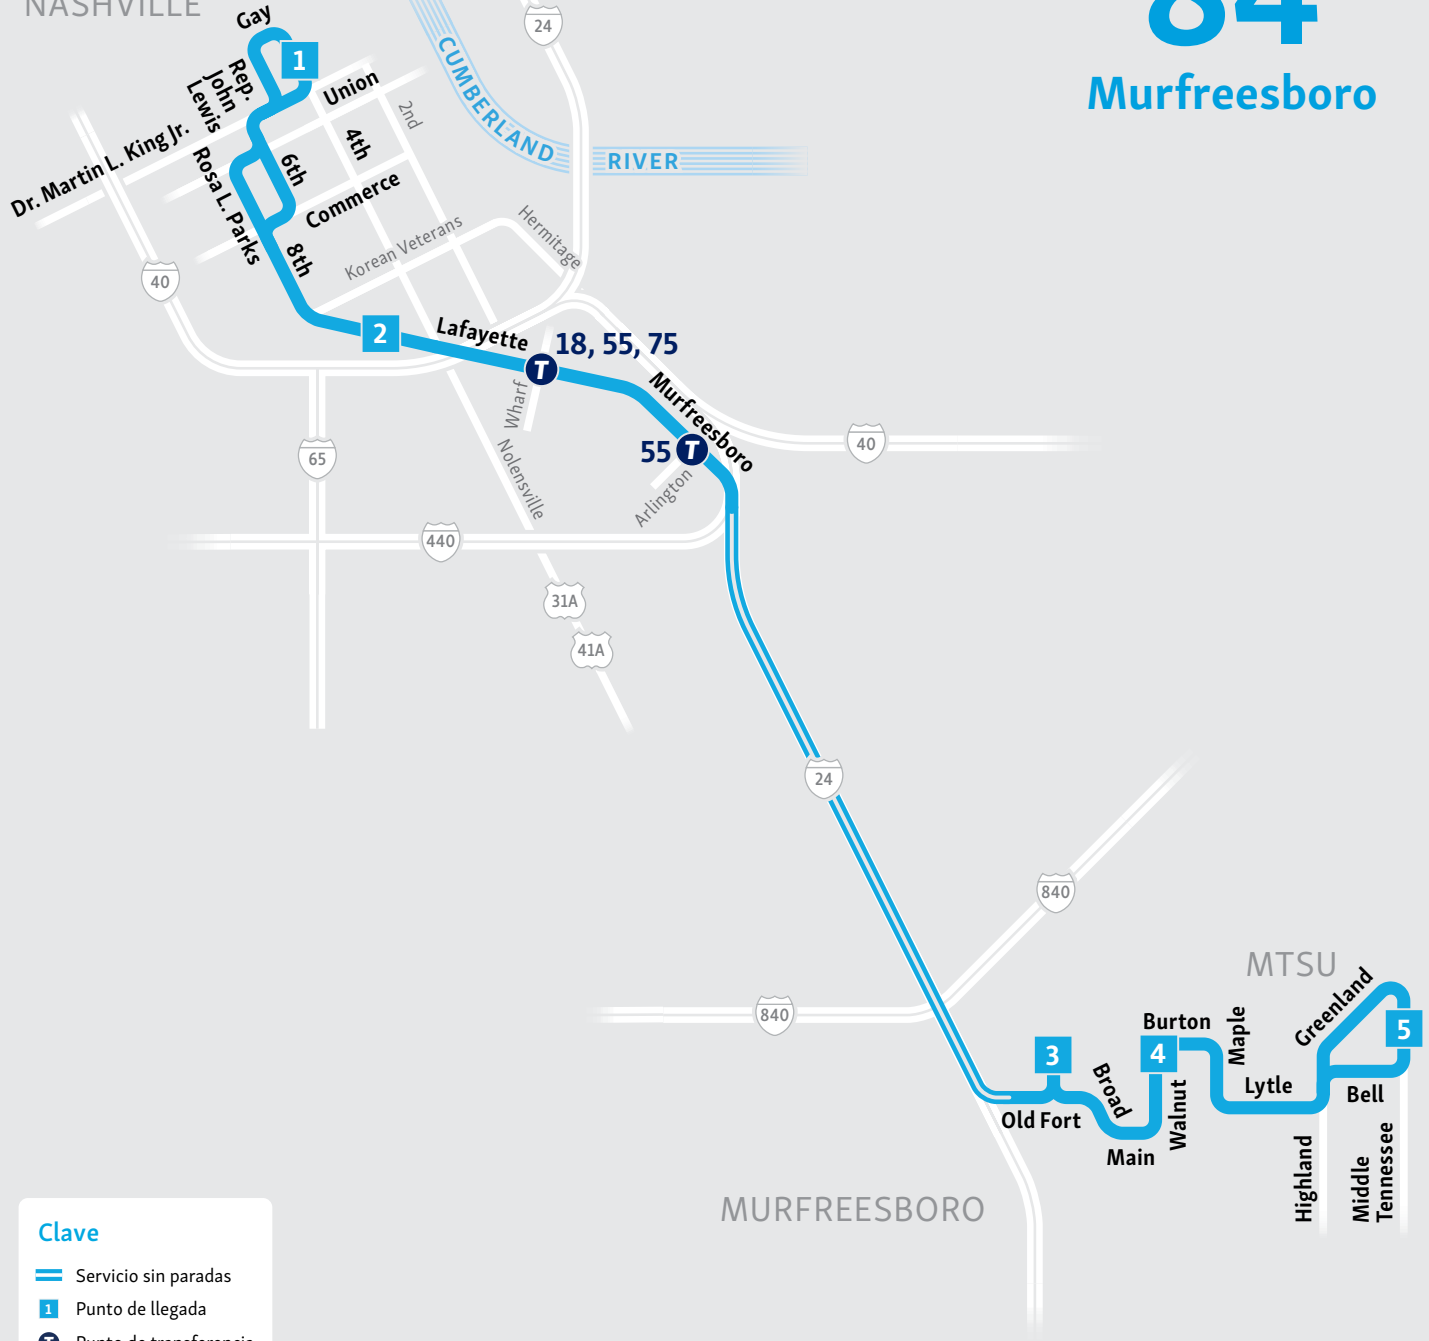 NASHVILLE
84
Murfreesboro
Gay
1
24
Rep.
John
Lewis
Union
2nd
CUMBERLAND
RIVER
Dr. Martin L. King Jr.
4th
6th
Rosa L. Parks
Commerce
8th
Korean Veterans
Hermitage
40
2
Lafayette
18, 55, 75
T
Wharf
Murfreesboro
55
T
40
65
Nolensville
Arlington
440
31A
41A
24
840
840
MTSU
Greenland
5
Burton
Maple
3
4
Broad
Walnut
Lytle
Bell
Old Fort
Main
Highland
Middle
Tennessee
MURFREESBORO
Clave
Servicio sin paradas
1
Punto de llegada
T
Punto de transferencia